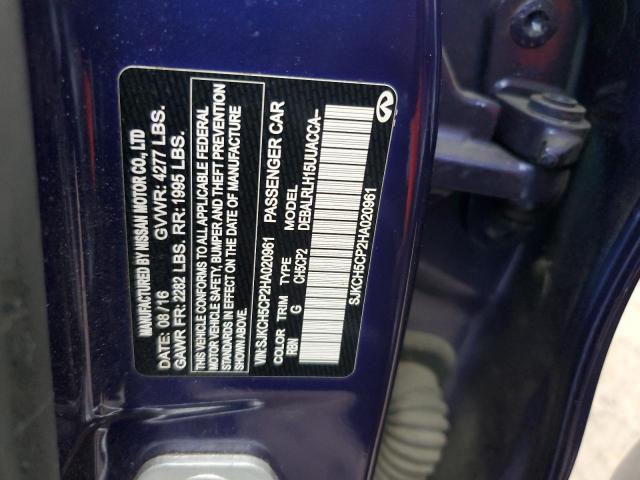 MANUFACTURED BY NISSAN MOTOR CO., LTD
DATE: 08 / 16 GVWR: 4277 LBS.
GAWR FR: 2282 LBS. RR: 1995 LBS.
THIS VEHICLE CONFORMS TO ALL APPLICABLE FEDERAL
MOTOR VEHICLE SAFETY, BUMPER AND THEFT PREVENTION
STANDARDS IN EFFECT ON THE DATE OF MANUFACTURE
SHOWN ABOVE.
VIN:SJKCH5CP2HA020961 PASSENGER CAR
COLOR TRIM TYPE MODEL
RBN G CH5CP2 DEBALRLH15UUACCA--
SJKCH5CP2HA020961